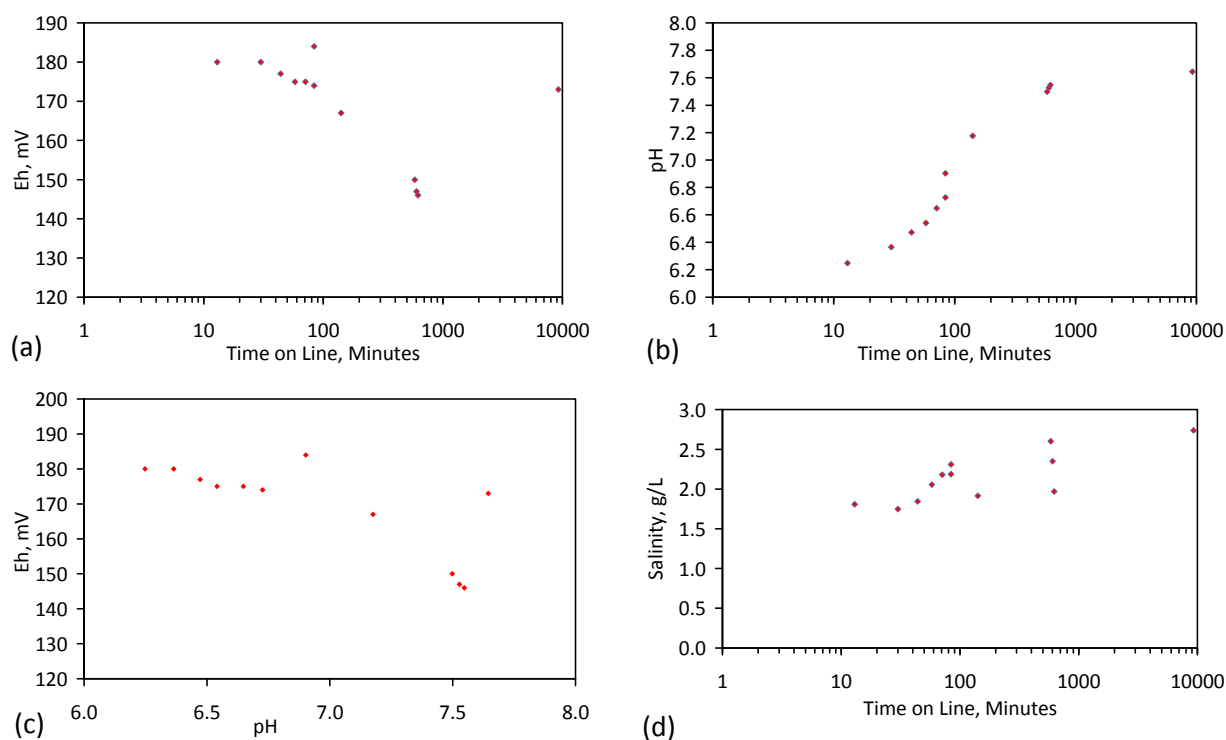 190
180
170
160
150
140
130
120
Eh, mV
1 10 100 1000 10000
Time on Line, Minutes
(a)
8.0
7.8
7.6
7.4
7.2
7.0
6.8
6.6
6.4
6.2
6.0
pH
1 10 100 1000 10000
Time on Line, Minutes
(b)
200
190
180
170
160
150
140
130
120
Eh, mV
6.0 6.5 7.0 7.5 8.0
pH
(c)
3.0
2.5
2.0
1.5
1.0
0.5
0.0
Salinity, g/L
1 10 100 1000 10000
Time on Line, Minutes
(d)